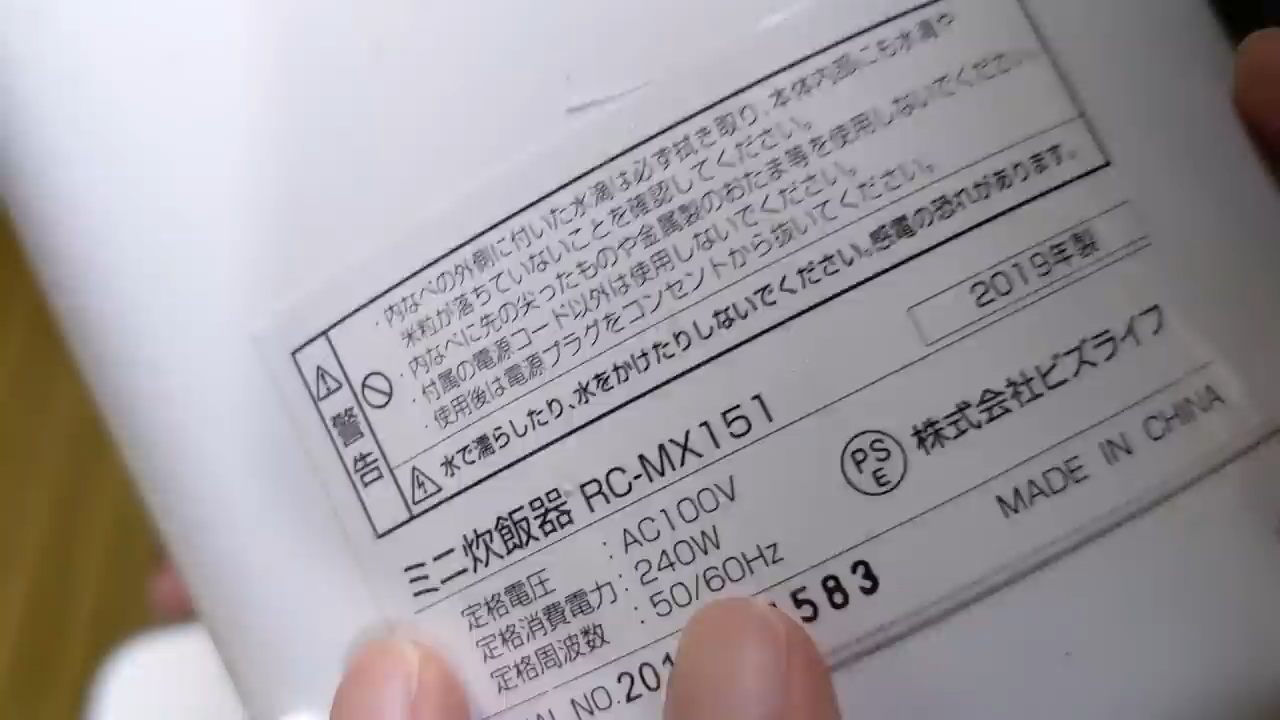 ・内なべの外側に付いた水滴は必ず拭き取り、本体内部にも水滴や
米粒が落ちていないことを確認してください。
・内なべに先の尖ったものや金属製のおたま等を使用しないでください
・付属の電源コード以外は使用しないでください。
・使用後は電源プラグをコンセントから抜いてください。
警告
水で濡らしたり、水をかけたりしないでください。感電の恐れがあります。
ミニ炊飯器 RC-MX151
2019年製
定格電圧 : AC100V
定格消費電力 : 240W
定格周波数 : 50/60Hz
PS
E
株式会社ビズライフ
MADE IN CHINA
NO.201 583